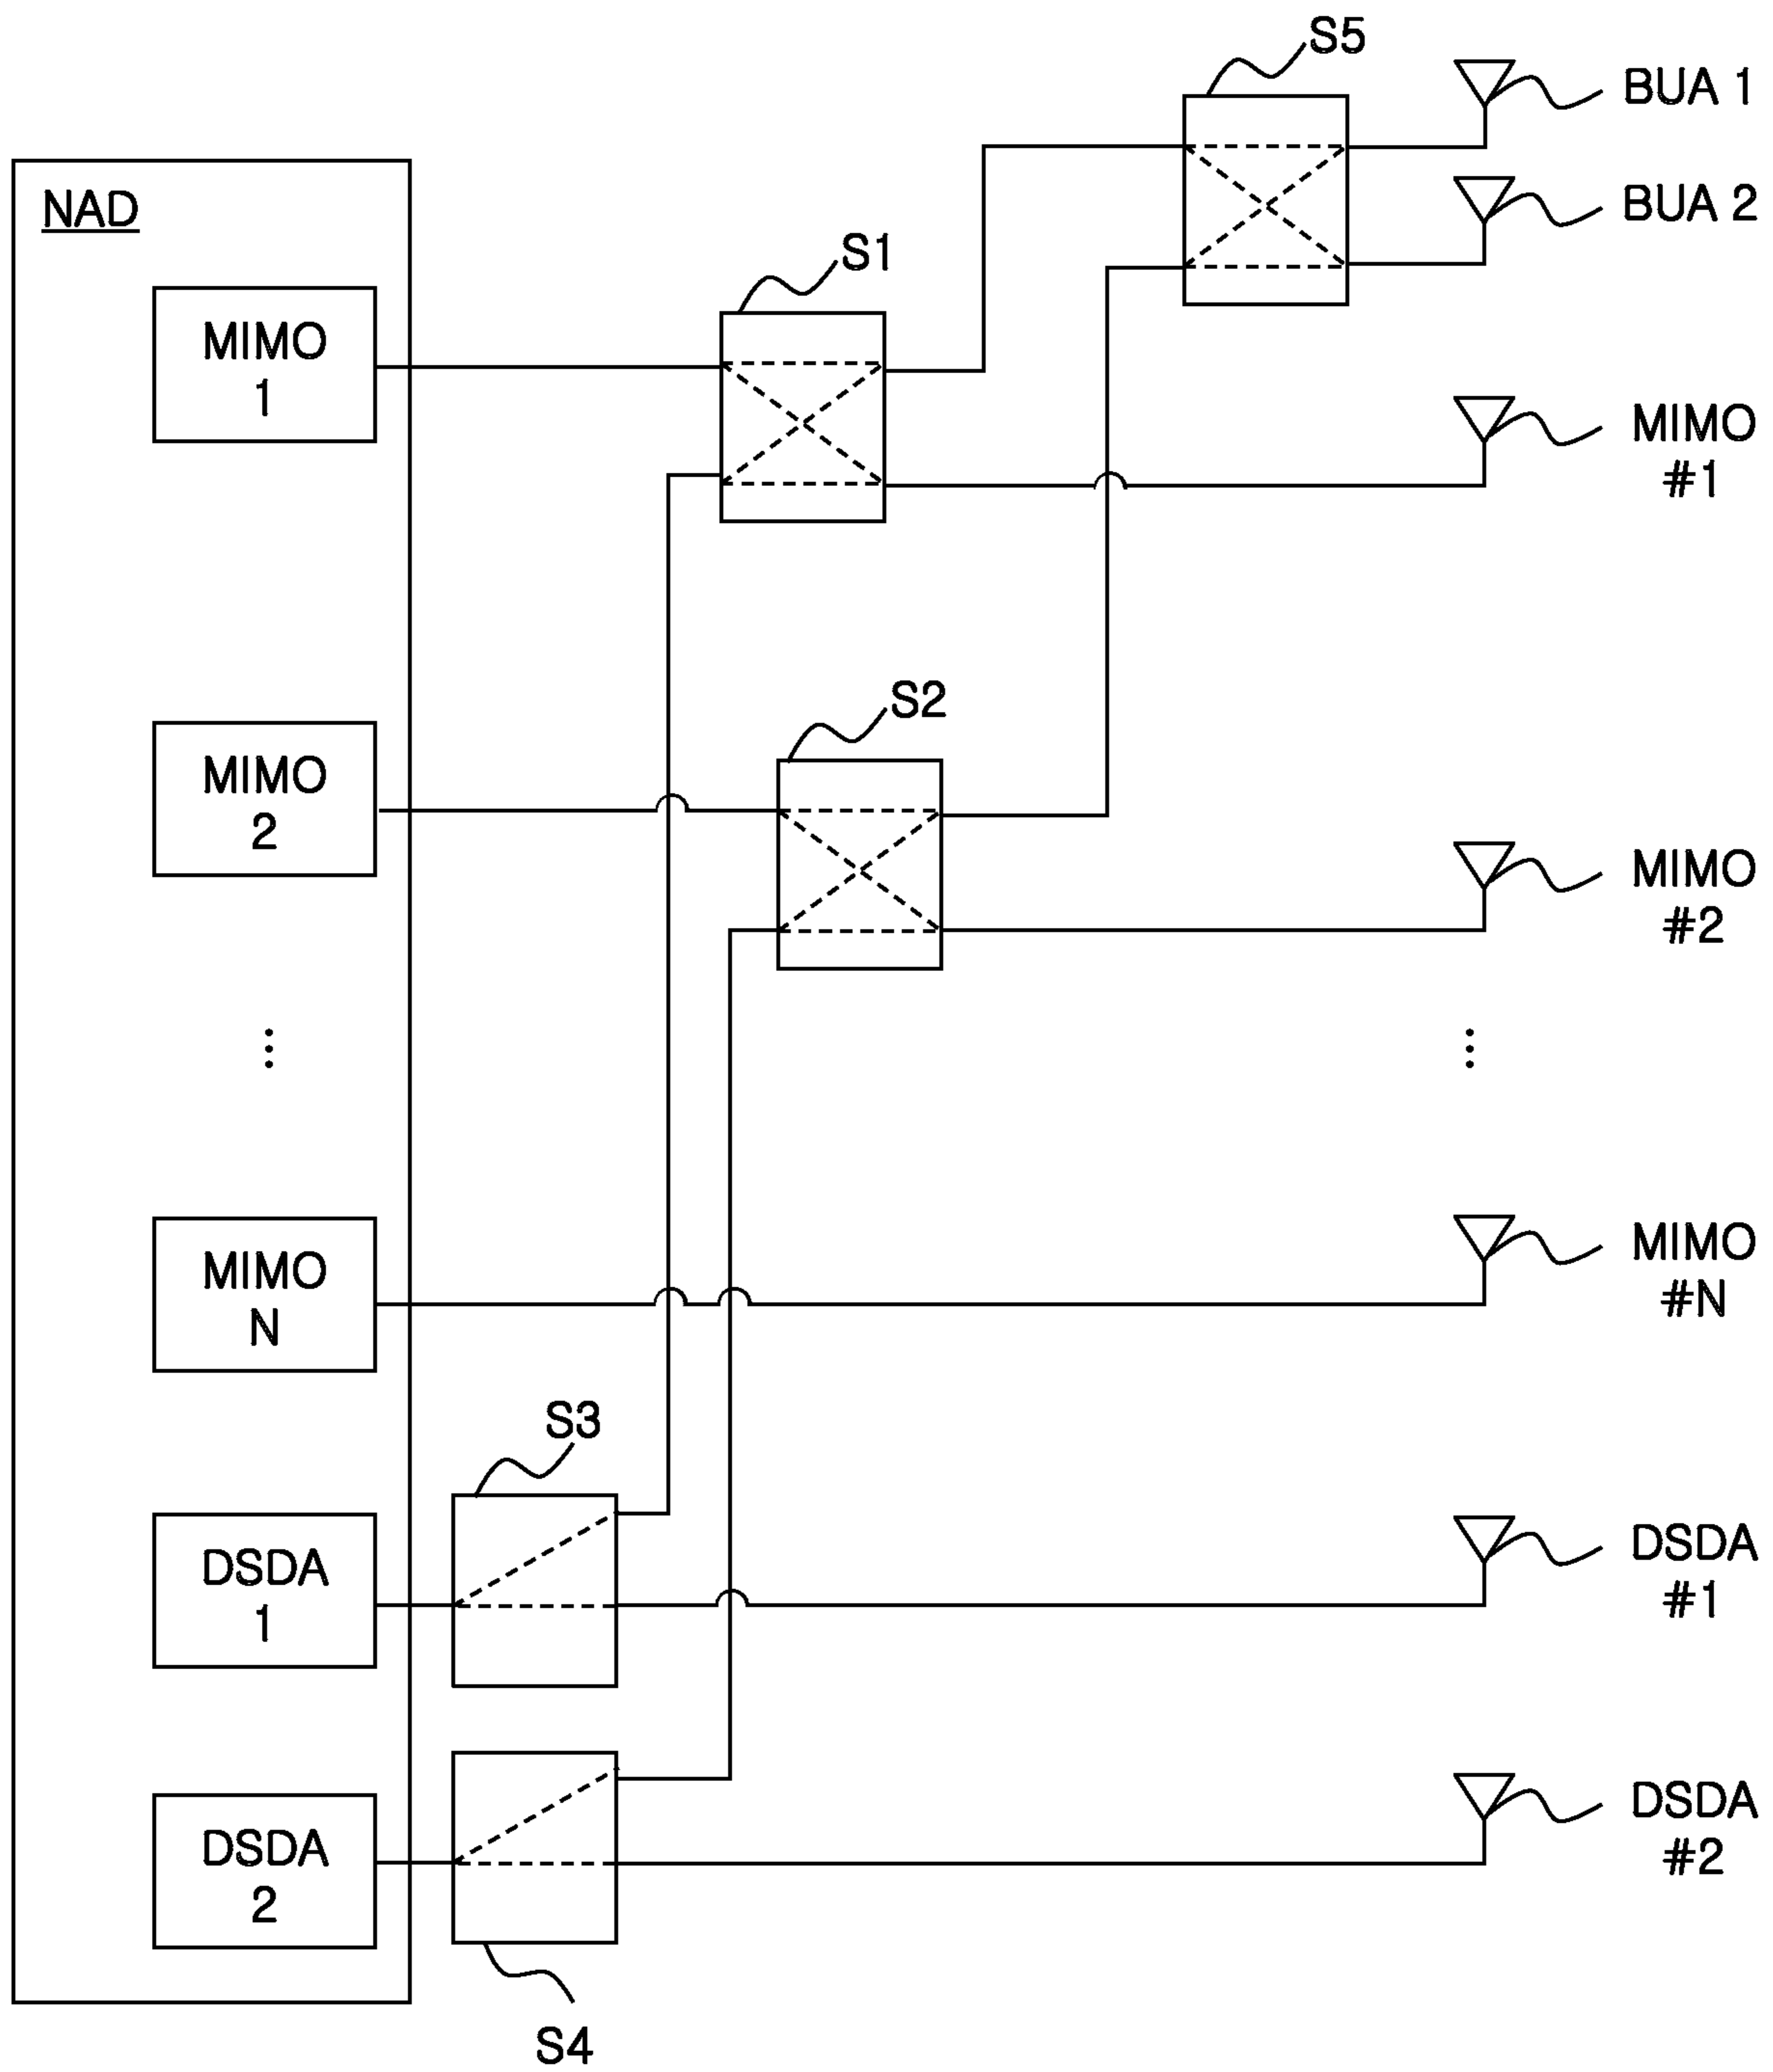 S5
BUA 1
NAD
BUA 2
S1
MIMO
1
MIMO
#1
S2
MIMO
2
MIMO
#2
MIMO
N
MIMO
#N
S3
DSDA
1
DSDA
#1
DSDA
2
DSDA
#2
S4